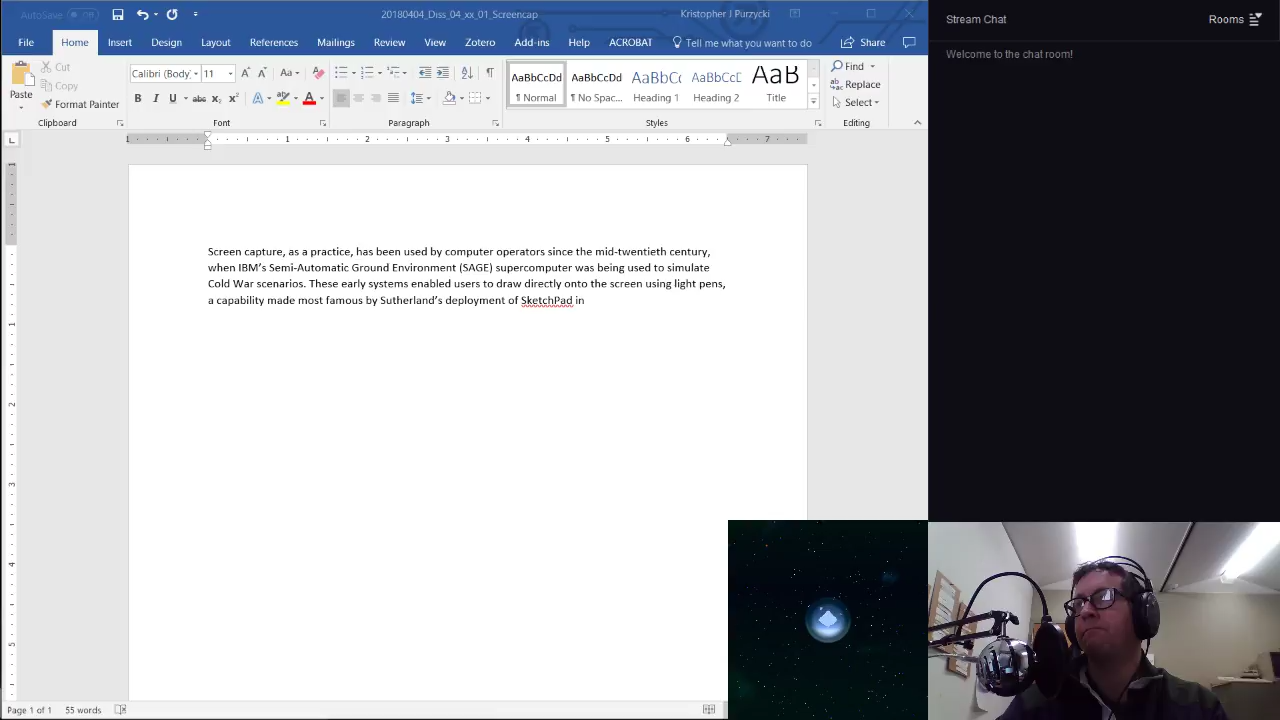 AutoSave Off
20180404_Diss_04_xx_01_Screencap
Kristopher J Purzycki
File Home Insert Design Layout References Mailings Review View Zotero Add-ins Help ACROBAT Tell me what you want to do Share
Paste
Cut
Copy
Format Painter
Clipboard
Calibri (Body) 11
Font
Paragraph
AaBbCcDd
¶ Normal
AaBbCcDd
¶ No Spac...
AaBbCc
Heading 1
AaBbCcD
Heading 2
AaB
Title
Styles
Find
Replace
Select
Editing
Screen capture, as a practice, has been used by computer operators since the mid-twentieth century,
when IBM's Semi-Automatic Ground Environment (SAGE) supercomputer was being used to simulate
Cold War scenarios. These early systems enabled users to draw directly onto the screen using light pens,
a capability made most famous by Sutherland's deployment of SketchPad in
Page 1 of 1 55 words
Stream Chat
Rooms
Welcome to the chat room!